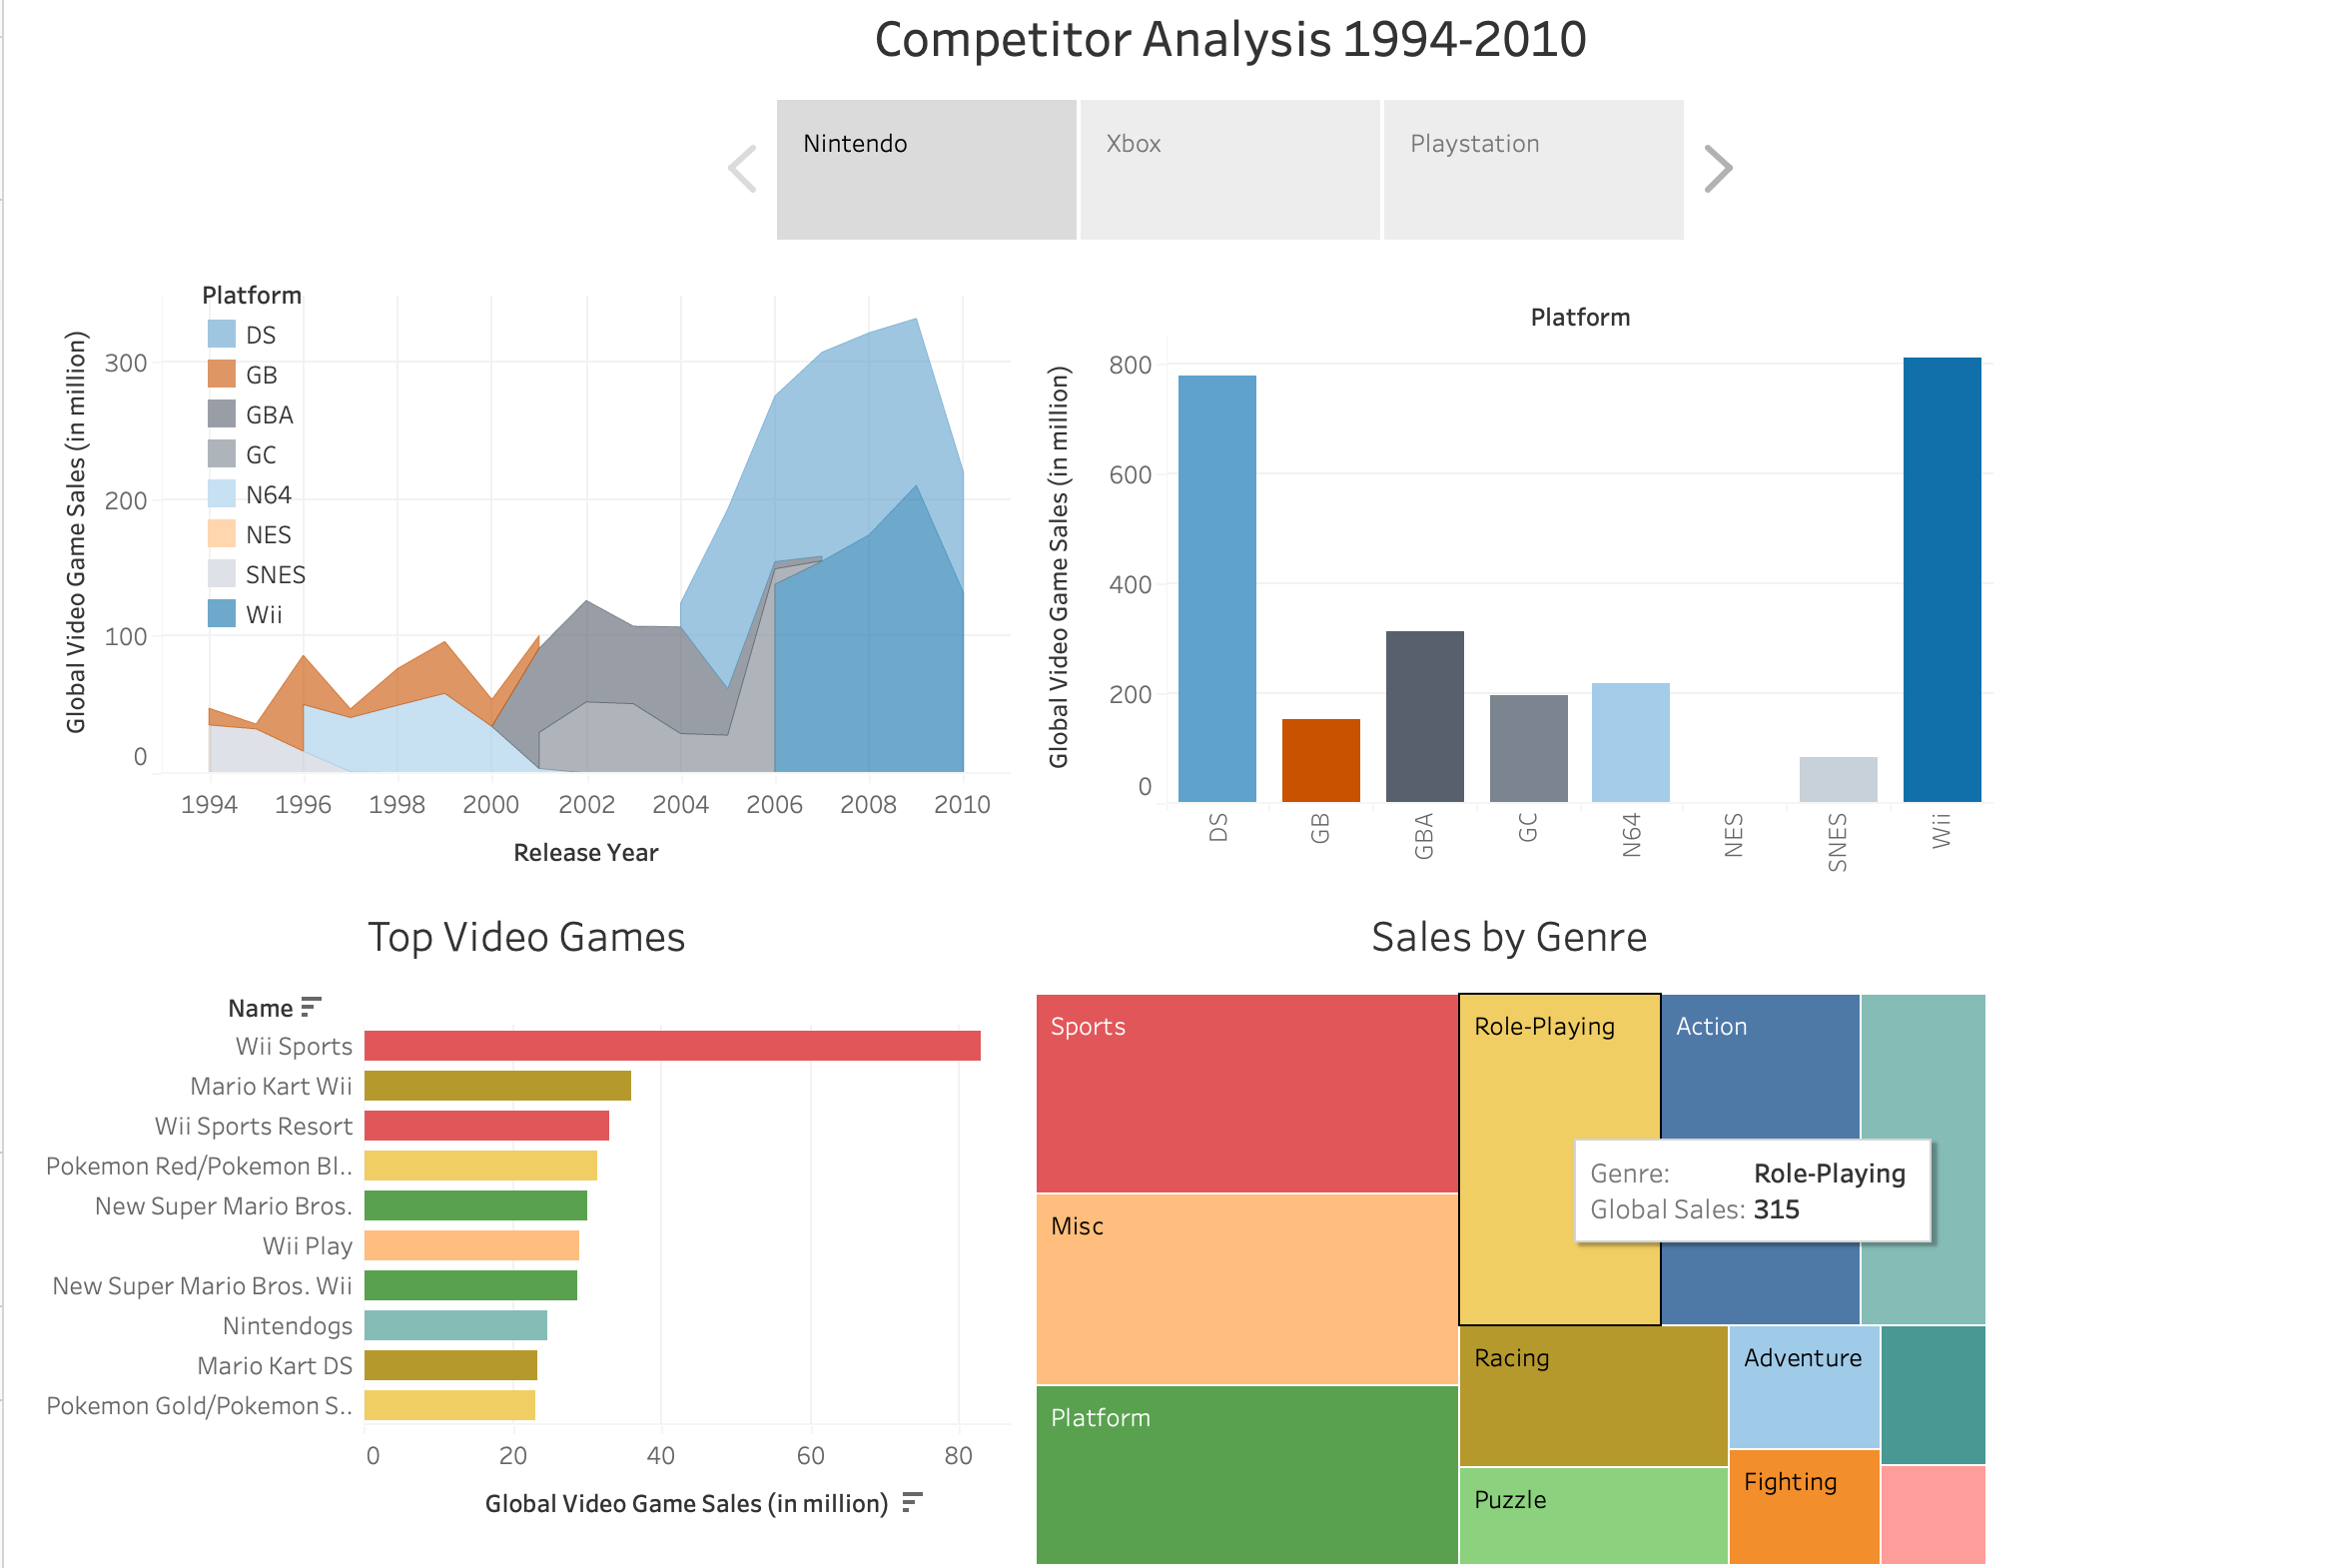 Competitor Analysis 1994-2010
Nintendo
Xbox
Playstation
Platform
DS
GB
GBA
GC
N64
NES
SNES
Wii
Global Video Game Sales (in million)
300
200
100
0
1994 1996 1998 2000 2002 2004 2006 2008 2010
Release Year
Platform
Global Video Game Sales (in million)
800
600
400
200
0
DS GB GBA GC N64 NES SNES Wii
Top Video Games
Name
Wii Sports
Mario Kart Wii
Wii Sports Resort
Pokemon Red/Pokemon Bl..
New Super Mario Bros.
Wii Play
New Super Mario Bros. Wii
Nintendogs
Mario Kart DS
Pokemon Gold/Pokemon S..
0 20 40 60 80
Global Video Game Sales (in million)
Sales by Genre
Sports
Role-Playing
Action
Genre: Role-Playing
Global Sales: 315
Misc
Racing
Adventure
Platform
Fighting
Puzzle